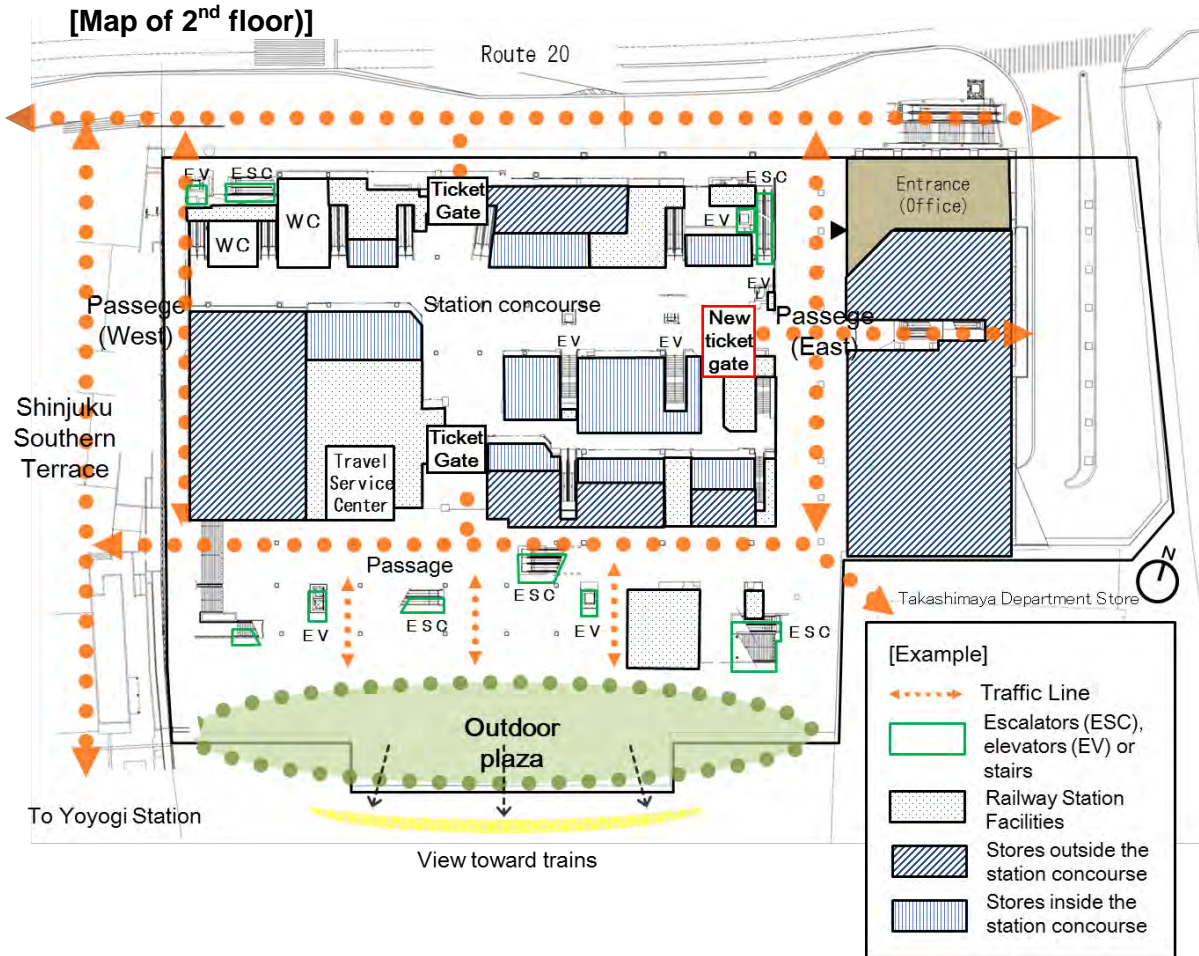 [Map of 2nd floor)]
Route 20
EV
ESC
WC
WC
Ticket
Gate
ESC
EV
Entrance
(Office)
EV
Passege
(West)
Station concourse
EV
EV
New
ticket
gate
Passege
(East)
Shinjuku
Southern
Terrace
Ticket
Gate
Travel
Service
Center
Passage
ESC
EV
ESC
EV
ESC
N
Takashimaya Department Store
Outdoor
plaza
To Yoyogi Station
View toward trains
[Example]
Traffic Line
Escalators (ESC),
elevators (EV) or
stairs
Railway Station
Facilities
Stores outside the
station concourse
Stores inside the
station concourse